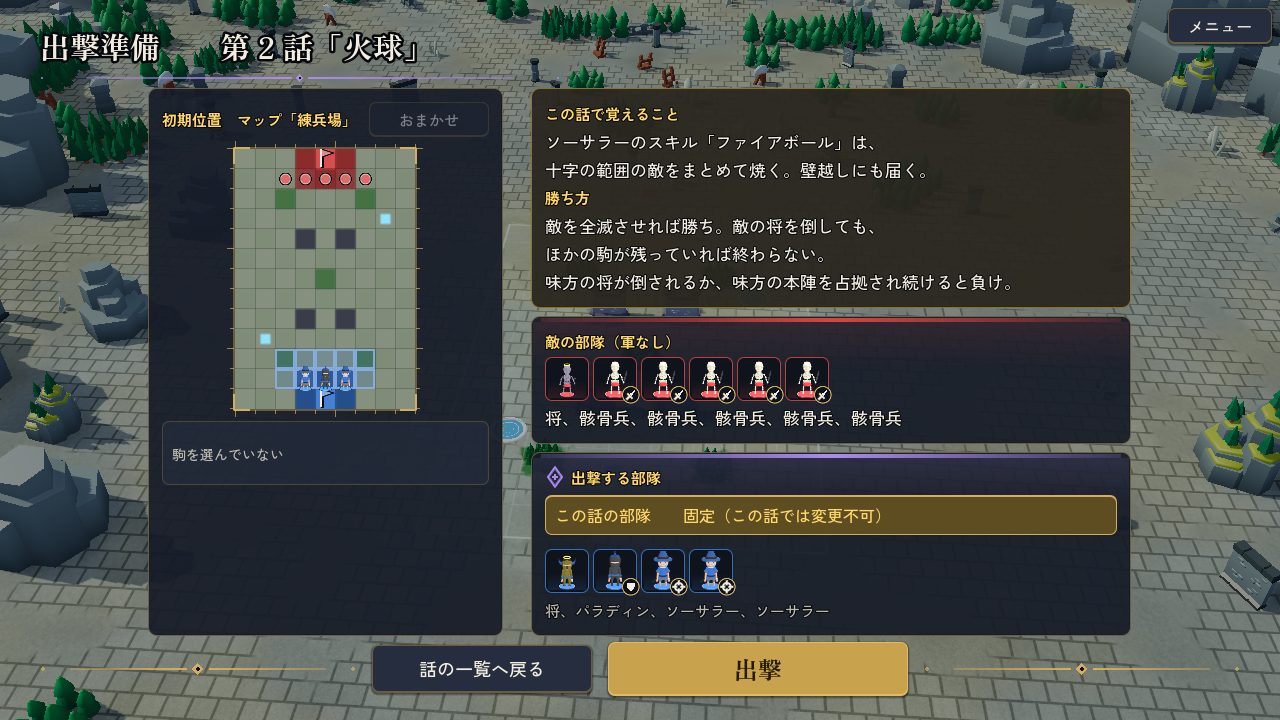 出撃準備　第２話「火球」
メニュー
初期位置　マップ「練兵場」
おまかせ
駒を選んでいない
この話で覚えること
ソーサラーのスキル「ファイアボール」は、
十字の範囲の敵をまとめて焼く。壁越しにも届く。
勝ち方
敵を全滅させれば勝ち。敵の将を倒しても、
ほかの駒が残っていれば終わらない。
味方の将が倒されるか、味方の本陣を占拠され続けると負け。
敵の部隊（軍なし）
将、骸骨兵、骸骨兵、骸骨兵、骸骨兵、骸骨兵
出撃する部隊
この話の部隊　固定（この話では変更不可）
将、パラディン、ソーサラー、ソーサラー
話の一覧へ戻る
出撃